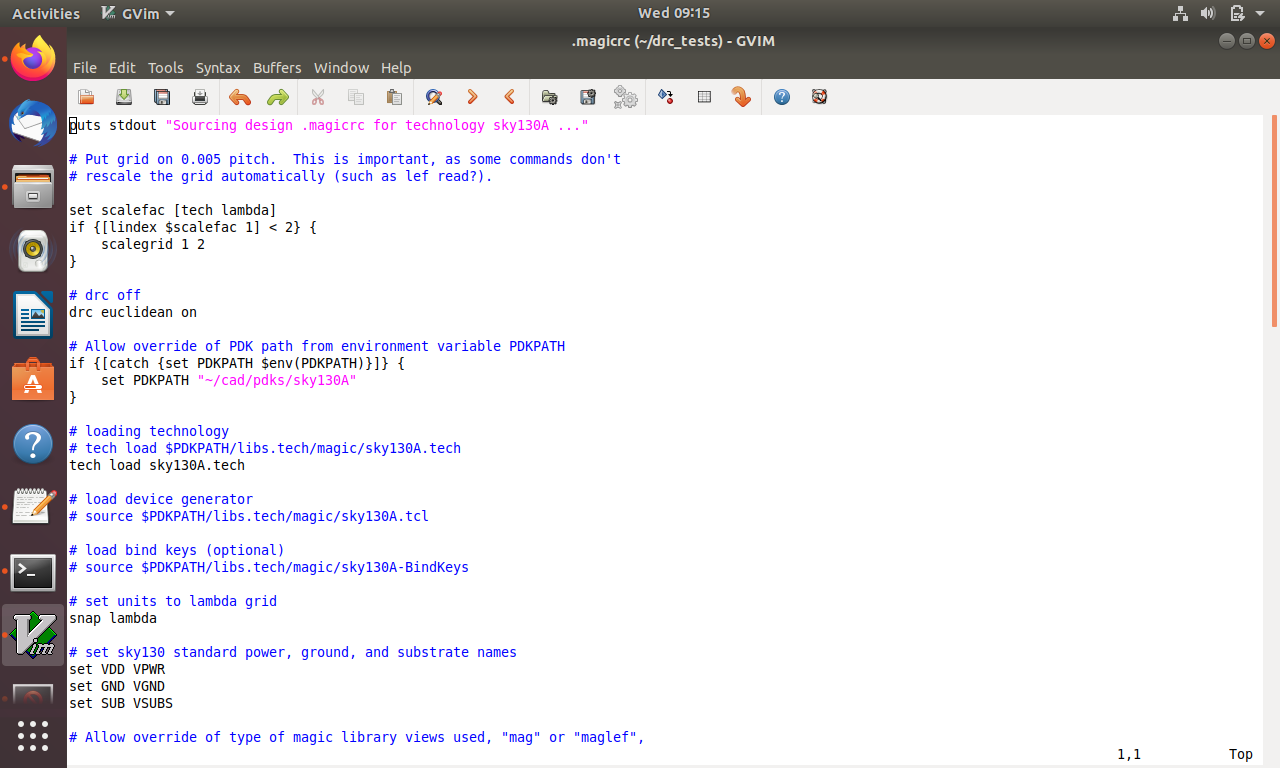 Activities GVim Wed 09:15
.magicrc (~/drc_tests) - GVIM
File Edit Tools Syntax Buffers Window Help
puts stdout "Sourcing design .magicrc for technology sky130A ..."
# Put grid on 0.005 pitch.  This is important, as some commands don't
# rescale the grid automatically (such as lef read?).
set scalefac [tech lambda]
if {[lindex $scalefac 1] < 2} {
    scalegrid 1 2
}
# drc off
drc euclidean on
# Allow override of PDK path from environment variable PDKPATH
if {[catch {set PDKPATH $env(PDKPATH)}]} {
    set PDKPATH "~/cad/pdks/sky130A"
}
# loading technology
# tech load $PDKPATH/libs.tech/magic/sky130A.tech
tech load sky130A.tech
# load device generator
# source $PDKPATH/libs.tech/magic/sky130A.tcl
# load bind keys (optional)
# source $PDKPATH/libs.tech/magic/sky130A-BindKeys
# set units to lambda grid
snap lambda
# set sky130 standard power, ground, and substrate names
set VDD VPWR
set GND VGND
set SUB VSUBS
# Allow override of type of magic library views used, "mag" or "maglef",
1,1 Top